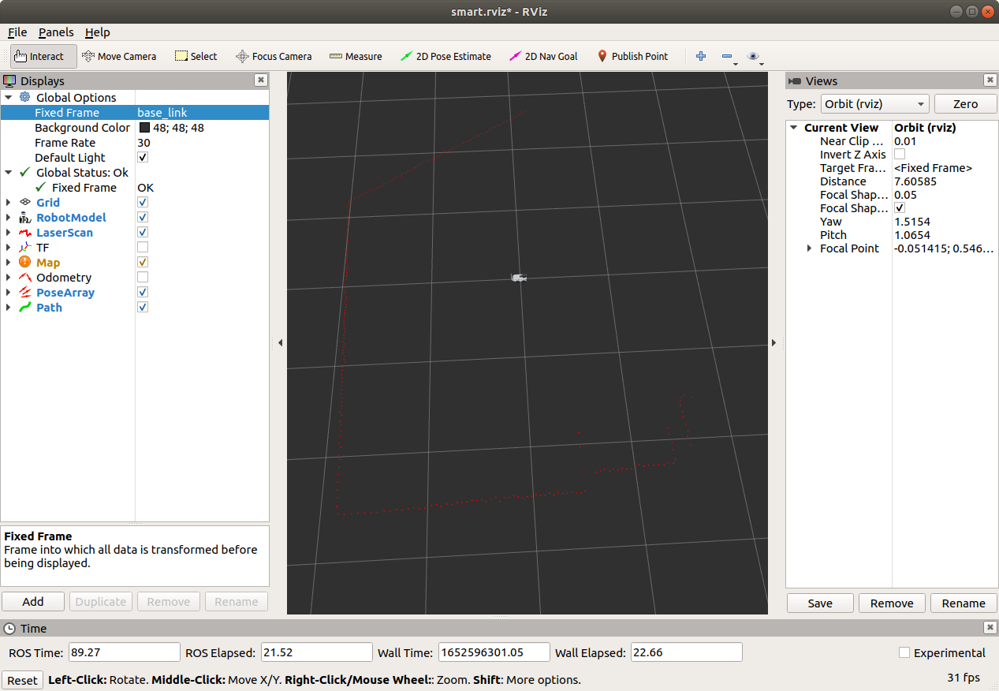 smart.rviz* - RViz
File Panels Help
Interact Move Camera Select Focus Camera Measure 2D Pose Estimate 2D Nav Goal Publish Point
Displays
Global Options
Fixed Frame base_link
Background Color 48; 48; 48
Frame Rate 30
Default Light
Global Status: Ok
Fixed Frame OK
Grid
RobotModel
LaserScan
TF
Map
Odometry
PoseArray
Path
Fixed Frame
Frame into which all data is transformed before
being displayed.
Add Duplicate Remove Rename
Views
Type: Orbit (rviz) Zero
Current View Orbit (rviz)
Near Clip ... 0.01
Invert Z Axis
Target Fra... <Fixed Frame>
Distance 7.60585
Focal Shap... 0.05
Focal Shap...
Yaw 1.5154
Pitch 1.0654
Focal Point -0.051415; 0.546...
Save Remove Rename
Time
ROS Time: 89.27 ROS Elapsed: 21.52 Wall Time: 1652596301.05 Wall Elapsed: 22.66 Experimental
Reset Left-Click: Rotate. Middle-Click: Move X/Y. Right-Click/Mouse Wheel:: Zoom. Shift: More options. 31 fps